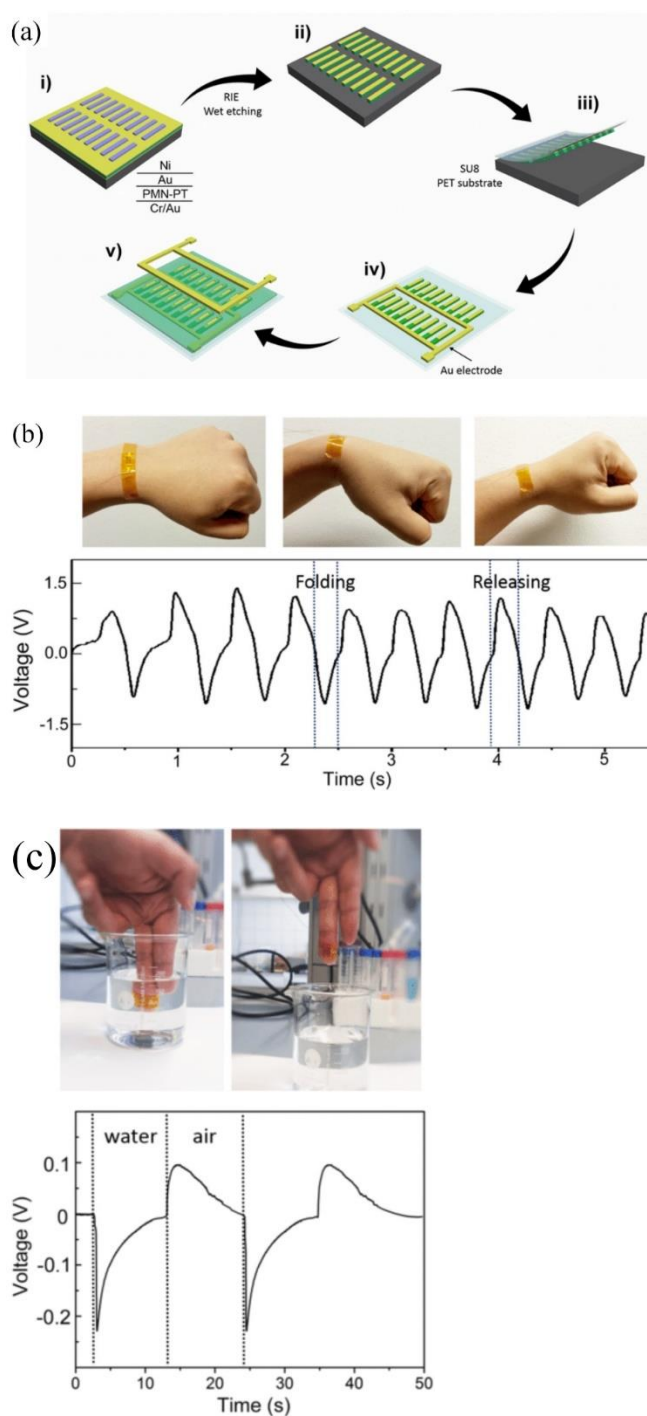 (a)
i)
Ni
Au
PMN-PT
Cr/Au
RIE
Wet etching
ii)
iii)
SU8
PET substrate
iv)
Au electrode
v)
(b)
Folding
Releasing
1.5
0.0
-1.5
Voltage (V)
0 1 2 3 4 5
Time (s)
(c)
water air
0.1
0
-0.1
-0.2
Voltage (V)
0 10 20 30 40 50
Time (s)